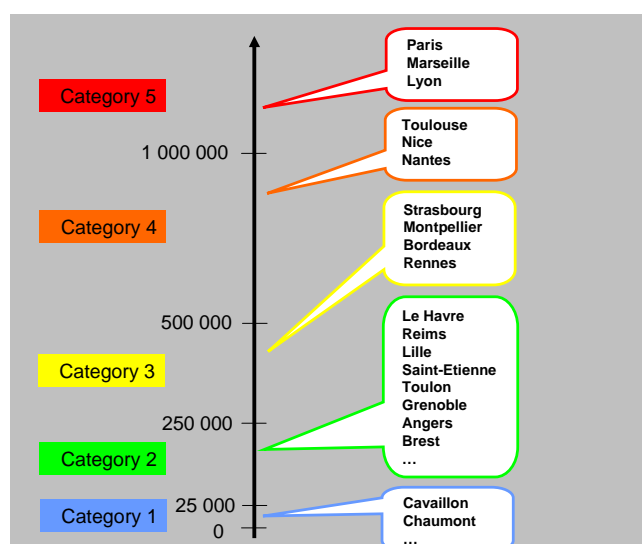 Paris
Marseille
Lyon
Category 5
Toulouse
Nice
Nantes
1 000 000
Category 4
Strasbourg
Montpellier
Bordeaux
Rennes
500 000
Le Havre
Reims
Lille
Saint-Etienne
Toulon
Grenoble
Angers
Brest
…
Category 3
250 000
Category 2
25 000
Category 1
0
Cavaillon
Chaumont
…